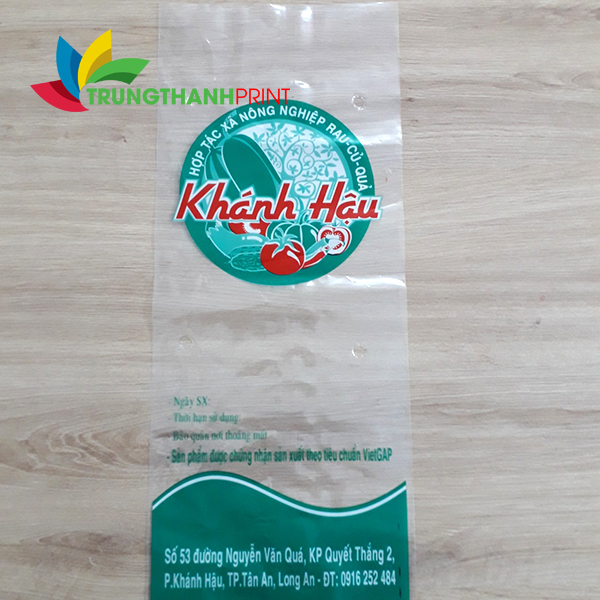 TRUNGTHANHPRINT
HỢP TÁC XÃ NÔNG NGHIỆP RAU-CỦ-QUẢ
Khánh Hậu
Ngày SX:
- Thời hạn sử dụng:
- Bảo quản nơi thoáng mát
- Sản phẩm được chứng nhận sản xuất theo tiêu chuẩn VietGAP
Số 53 đường Nguyễn Văn Quá, KP Quyết Thắng 2,
P.Khánh Hậu, TP.Tân An, Long An - ĐT: 0916 252 484